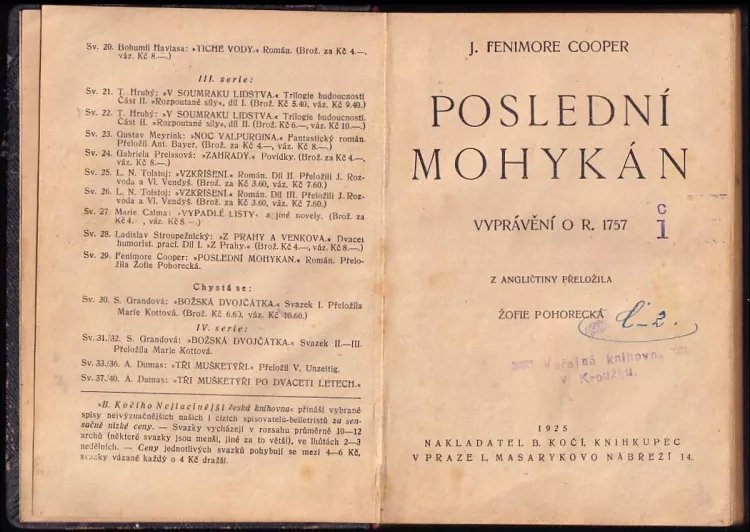 Sv. 20. Bohumil Havlasa: »TICHÉ VODY.« Román. (Brož. za Kč 4.—,
váz. Kč 8.—.)
III. serie:
Sv. 21. T. Hrubý: »V SOUMRAKU LIDSTVA.« Trilogie budoucnosti
Část II. »Rozpoutané síly«, díl I. (Brož. Kč 5.40, váz. Kč 9.40.)
Sv. 22. T. Hrubý: »V SOUMRAKU LIDSTVA.« Trilogie budoucnosti.
Část II. »Rozpoutané síly«, díl II. (Brož. Kč 6.—, váz. Kč 10.—.)
Sv. 23. Gustav Meyrink: »NOC VALPURGINA.« Fantastický román.
Přeložil Ant. Bayer. (Brož. za Kč 4.—, váz. Kč 8.—.)
Sv. 24. Gabriela Preissová: »ZAHRADY.« Povídky. (Brož. za Kč 4.—,
váz. Kč 8.—.)
Sv. 25. L. N. Tolstoj: »VZKŘÍŠENÍ.« Román. Díl II. Přeložili J. Roz-
voda a Vl. Vendyš. (Brož. za Kč 3.60, váz. Kč 7.60.)
Sv. 26. L. N. Tolstoj: »VZKŘÍŠENÍ.« Román. Díl III. Přeložili J. Roz-
voda a Vl. Vendyš. (Brož. za Kč 3.60, váz. Kč 7.60.)
Sv. 27 Marie Calma: »VYPADLÉ LISTY« a jiné novely. (Brož. za
Kč 4.- , váz. Kč 8.—.)
Sv. 28. Ladislav Stroupežnický: »Z PRAHY A VENKOVA.« Dvacet
humorist. prací. Díl I. »Z Prahy.« (Brož. Kč 4.—, váz. Kč 8.—.)
Sv. 29. Fenimore Cooper: »POSLEDNÍ MOHYKÁN.« Román. Přelo-
žila Žofie Pohorecká.
Chystá se:
Sv. 30. S. Grandová: »BOŽSKÁ DVOJČÁTKA.« Svazek I. Přeložila
Marie Kottová. (Brož. Kč 6.60, váz. Kč 10.60.)
IV. serie:
Sv. 31./32. S. Grandová: »BOŽSKÁ DVOJČÁTKA.« Svazek II.—III.
Přeložila Marie Kottová.
Sv. 33./36. A. Dumas: »TŘI MUŠKETÝŘI.« Přeložil V. Unzeitig.
Sv. 37./40. A. Dumas: »TŘI MUŠKETÝŘI PO DVACETI LETECH.«
»B. Kočího Nejlacinější česká knihovna« přináší vybrané
spisy nejvýznačnějších našich i cizích spisovatelů-beletristů za sen-
sačně nízké ceny. — Svazky vycházejí v rozsahu průměrně 10—12
archů (některé svazky jsou menší, jiné za to větší), ve lhůtách 2—3
nedělních. — Ceny jednotlivých svazků pohybují se mezi 4—6 Kč,
svazky vázané každý o 4 Kč dražší.
J. FENIMORE COOPER
POSLEDNÍ
MOHYKÁN
VYPRÁVĚNÍ O R. 1757
C
1
Z ANGLIČTINY PŘELOŽILA
ŽOFIE POHORECKÁ
Veřejná knihovna
v Kroužku.
1925
NAKLADATEL B. KOČÍ, KNIHKUPEC
V PRAZE I., MASARYKOVO NÁBŘEŽÍ 14.